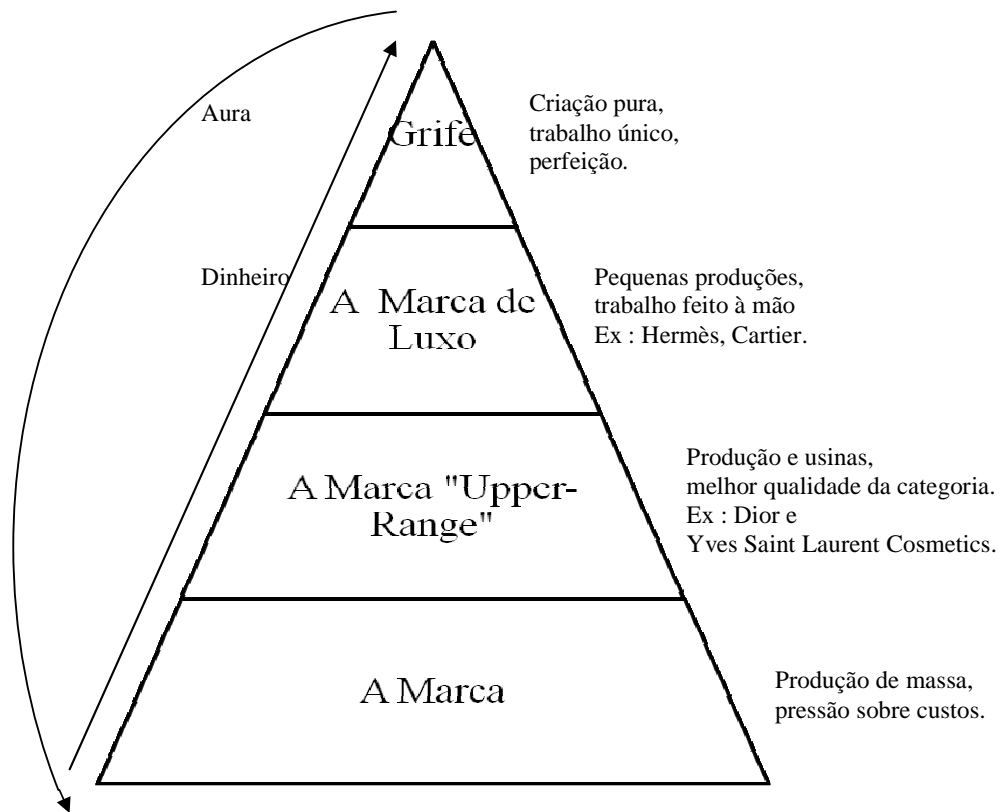 Aura
Grife
Criação pura,
trabalho único,
perfeição.
Dinheiro
A Marca de
Luxo
Pequenas produções,
trabalho feito à mão
Ex : Hermès, Cartier.
A Marca "Upper-
Range"
Produção e usinas,
melhor qualidade da categoria.
Ex : Dior e
Yves Saint Laurent Cosmetics.
A Marca
Produção de massa,
pressão sobre custos.